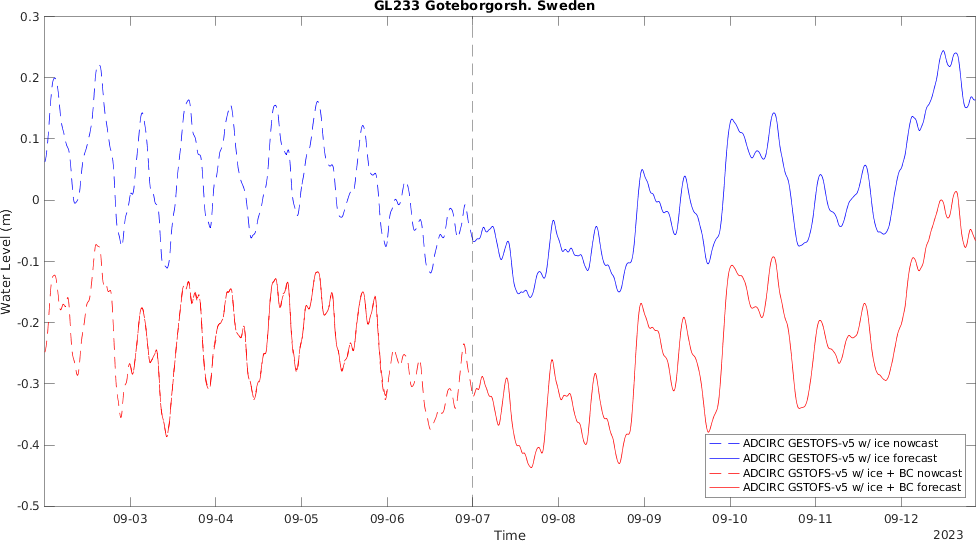 GL233 Goteborgorsh. Sweden
0.3
0.2
0.1
0
-0.1
-0.2
-0.3
-0.4
-0.5
Water Level (m)
ADCIRC GESTOFS-v5 w/ ice nowcast
ADCIRC GESTOFS-v5 w/ ice forecast
ADCIRC GSTOFS-v5 w/ ice + BC nowcast
ADCIRC GSTOFS-v5 w/ ice + BC forecast
09-03 09-04 09-05 09-06 09-07 09-08 09-09 09-10 09-11 09-12
Time
2023